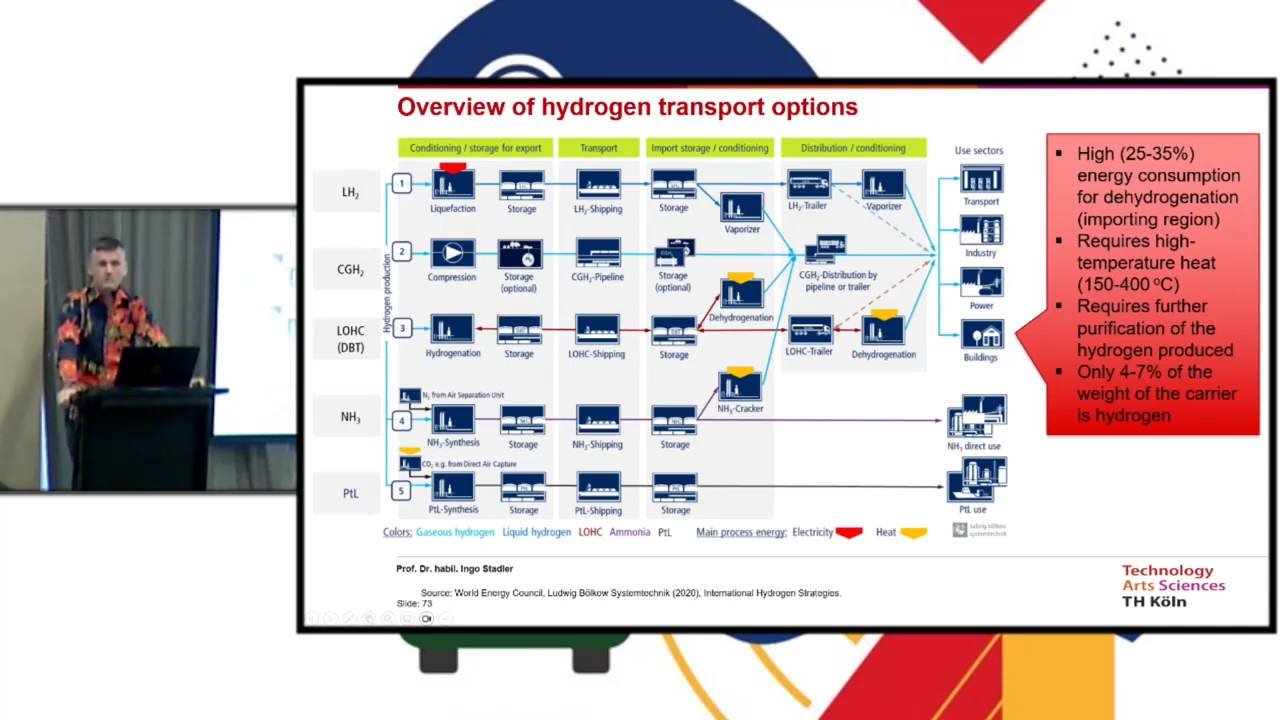 Overview of hydrogen transport options
Conditioning / storage for export
Transport
Import storage / conditioning
Distribution / conditioning
Use sectors
Hydrogen production
LH₂
1
Liquefaction
Storage
LH₂-Shipping
Storage
Vaporizer
LH₂-Trailer
Vaporizer
Transport
CGH₂
2
Compression
Storage
(optional)
CGH₂-Pipeline
Storage
(optional)
CGH₂-Distribution by
pipeline or trailer
Industry
Power
LOHC
(DBT)
3
Hydrogenation
Storage
LOHC-Shipping
Storage
Dehydrogenation
LOHC-Trailer
Dehydrogenation
Buildings
NH₃
4
N₂ from Air Separation Unit
NH₃-Synthesis
Storage
NH₃-Shipping
Storage
NH₃-Cracker
NH₃ direct use
PtL
5
CO₂ e.g. from Direct Air Capture
PtL-Synthesis
Storage
PtL-Shipping
Storage
PtL use
Colors: Gaseous hydrogen Liquid hydrogen LOHC Ammonia PtL Main process energy: Electricity Heat
ludwig bölkow
systemtechnik
▪ High (25-35%)
energy consumption
for dehydrogenation
(importing region)
▪ Requires high-
temperature heat
(150-400 ºC)
▪ Requires further
purification of the
hydrogen produced
▪ Only 4-7% of the
weight of the carrier
is hydrogen
Prof. Dr. habil. Ingo Stadler
Source: World Energy Council, Ludwig Bölkow Systemtechnik (2020), International Hydrogen Strategies.
Slide: 73
Technology
Arts Sciences
TH Köln